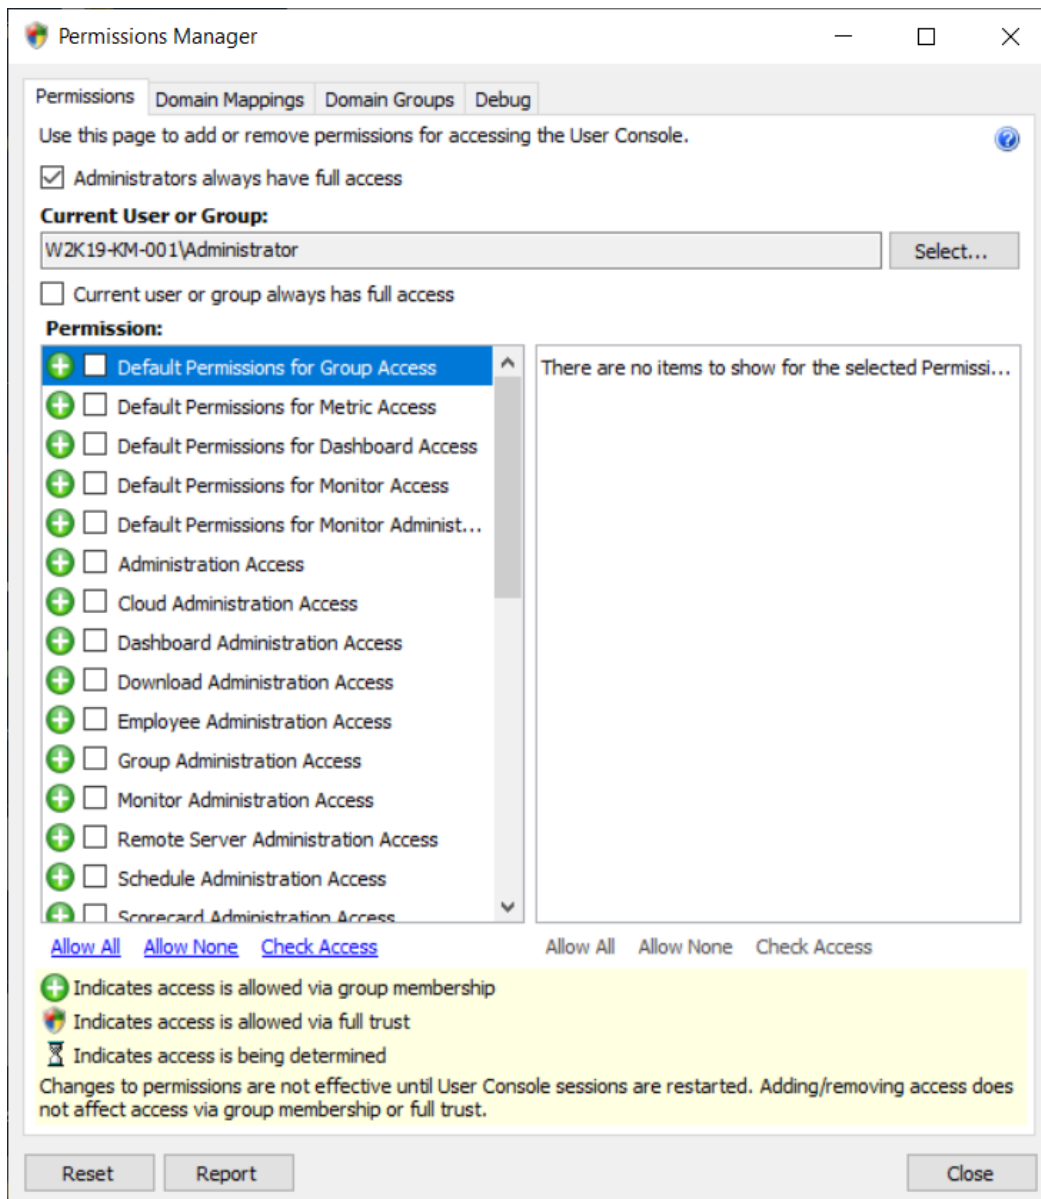 Permissions Manager
Permissions Domain Mappings Domain Groups Debug
Use this page to add or remove permissions for accessing the User Console.
Administrators always have full access
Current User or Group:
W2K19-KM-001\Administrator
Select...
Current user or group always has full access
Permission:
Default Permissions for Group Access
Default Permissions for Metric Access
Default Permissions for Dashboard Access
Default Permissions for Monitor Access
Default Permissions for Monitor Administ...
Administration Access
Cloud Administration Access
Dashboard Administration Access
Download Administration Access
Employee Administration Access
Group Administration Access
Monitor Administration Access
Remote Server Administration Access
Schedule Administration Access
Scorecard Administration Access
There are no items to show for the selected Permissi...
Allow All Allow None Check Access
Allow All Allow None Check Access
Indicates access is allowed via group membership
Indicates access is allowed via full trust
Indicates access is being determined
Changes to permissions are not effective until User Console sessions are restarted. Adding/removing access does
not affect access via group membership or full trust.
Reset Report Close